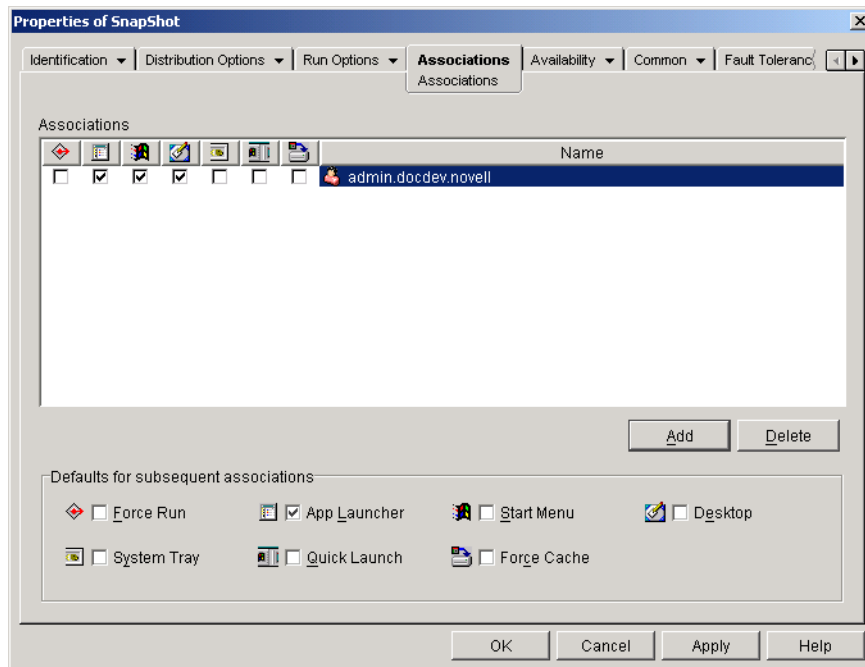 Properties of SnapShot
Identification Distribution Options Run Options Associations Availability Common Fault Toleranc
Associations
Associations
Name
admin.docdev.novell
Add Delete
Defaults for subsequent associations
Force Run App Launcher Start Menu Desktop
System Tray Quick Launch Force Cache
OK Cancel Apply Help